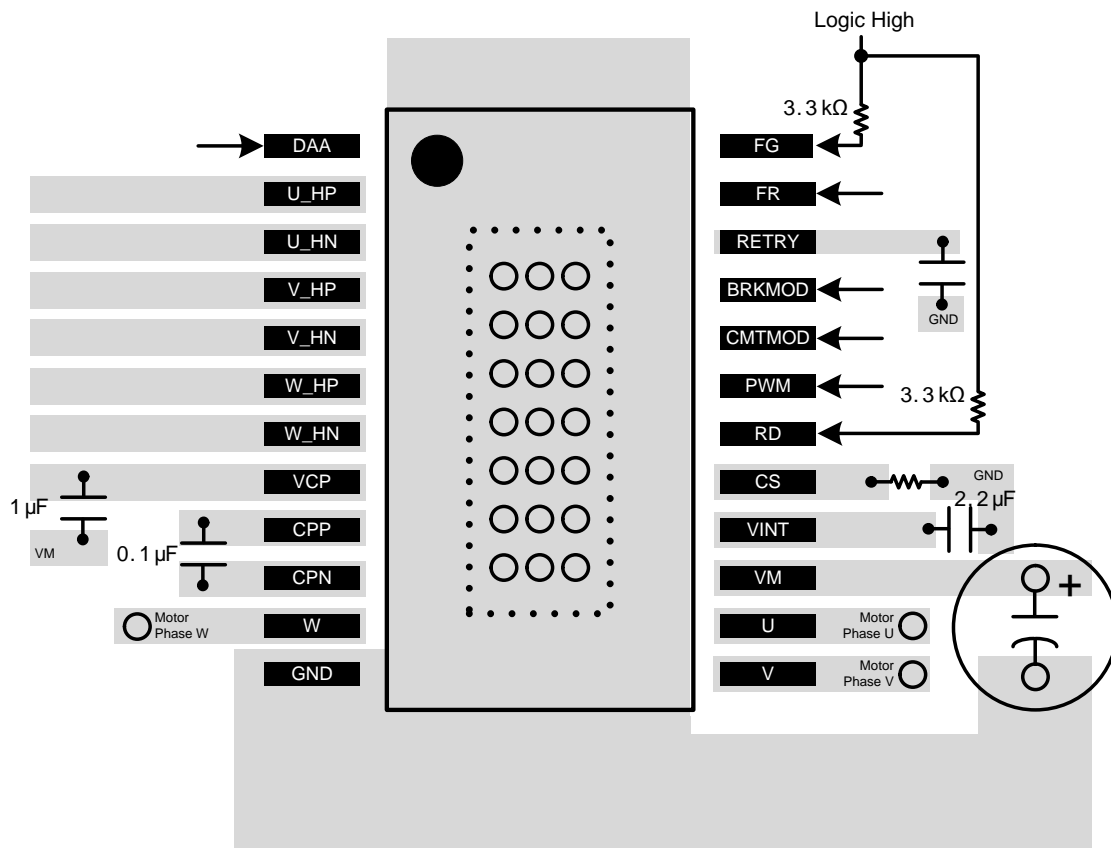 Logic High
3.3 kΩ
DAA
FG
U_HP
FR
U_HN
RETRY
V_HP
BRKMOD
GND
V_HN
CMTMOD
W_HP
PWM
3.3 kΩ
W_HN
RD
VCP
CS
GND
1 µF
2.2 µF
CPP
VINT
VM
0.1 µF
CPN
VM
+
Motor
Phase W
W
U
Motor
Phase U
GND
V
Motor
Phase V